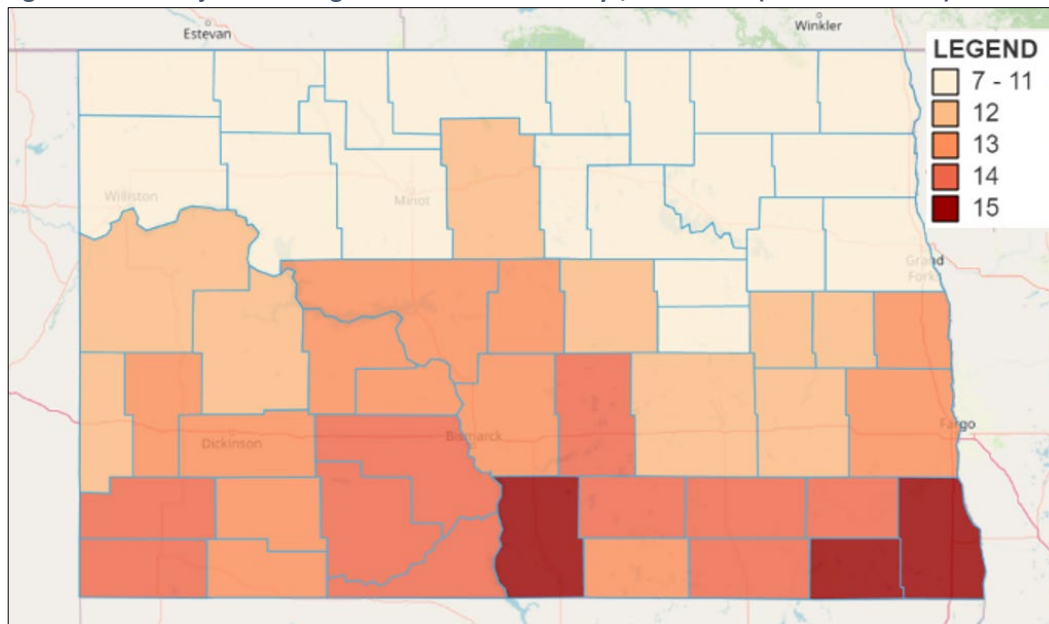 Estevan
Winkler
LEGEND
7 - 11
12
13
14
15
Williston
Minot
Grand
Forks
Dickinson
Bismarck
Fargo